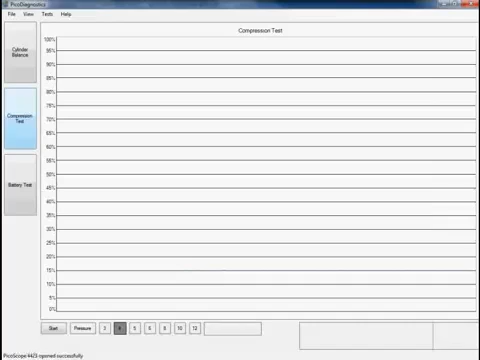 PicoDiagnostics
File View Tests Help
Compression Test
Cylinder
Balance
Compression
Test
Battery Test
100%
95%
90%
85%
80%
75%
70%
65%
60%
55%
50%
45%
40%
35%
30%
25%
20%
15%
10%
5%
0%
Start Pressure 3 4 5 6 8 10 12
PicoScope 4423 opened successfully